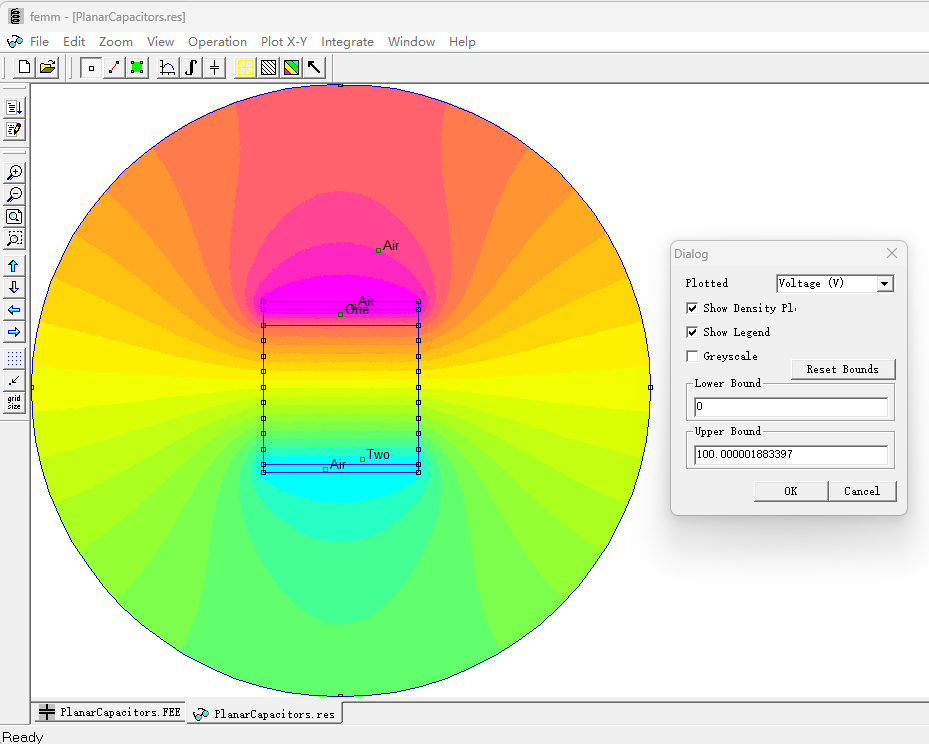 femm - [PlanarCapacitors.res]
File Edit Zoom View Operation Plot X-Y Integrate Window Help
Air
Air
One
Two
Air
grid
size
Dialog
Plotted Voltage (V)
Show Density Pl
Show Legend
Greyscale
Reset Bounds
Lower Bound
0
Upper Bound
100.000001883397
OK Cancel
PlanarCapacitors.FEE PlanarCapacitors.res
Ready